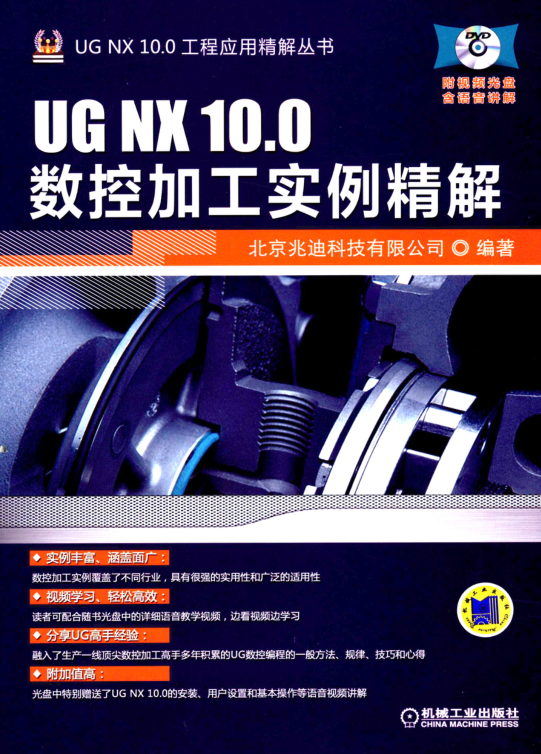 UG NX 10.0 工程应用精解丛书
DVD
附视频光盘
含语音讲解
UG NX 10.0
数控加工实例精解
北京兆迪科技有限公司 ◎ 编著
◆ 实例丰富、涵盖面广：
数控加工实例覆盖了不同行业，具有很强的实用性和广泛的适用性
◆ 视频学习、轻松高效：
读者可配合随书光盘中的详细语音教学视频，边看视频边学习
◆ 分享UG高手经验：
融入了生产一线顶尖数控加工高手多年积累的UG数控编程的一般方法、规律、技巧和心得
◆ 附加值高：
光盘中特别赠送了UG NX 10.0的安装、用户设置和基本操作等语音视频讲解
机械工业出版社
CHINA MACHINE PRESS